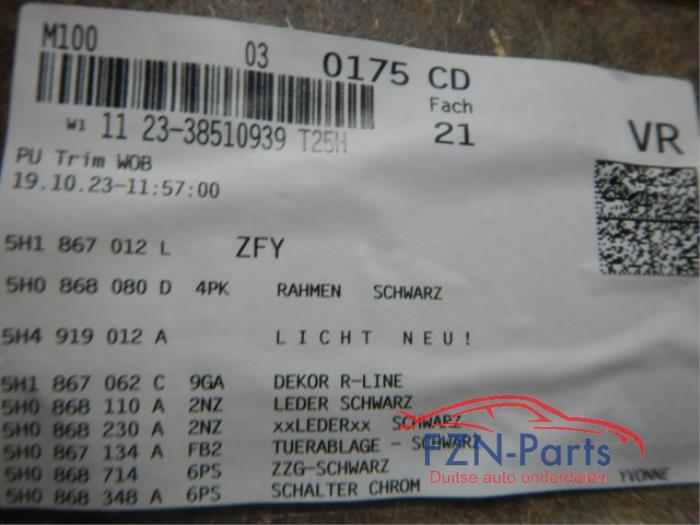 M100 03 0175 CD
Fach
W1 11 23-38510939 T25H 21 VR
PU Trim WOB
19.10.23-11:57:00
5H1 867 012 L ZFY
5H0 868 080 D 4PK RAHMEN SCHWARZ
5H4 919 012 A LICHT NEU!
5H1 867 062 C 9GA DEKOR R-LINE
5H0 868 110 A 2NZ LEDER SCHWARZ
5H0 868 230 A 2NZ xxLEDERxx SCHWARZ
5H0 867 134 A FB2 TUERABLAGE - SCHWARZ
5H0 868 714 6PS ZZG-SCHWARZ
5H0 868 348 A 6PS SCHALTER CHROM YVONNE
FZN-Parts
Duitse auto onderdelen